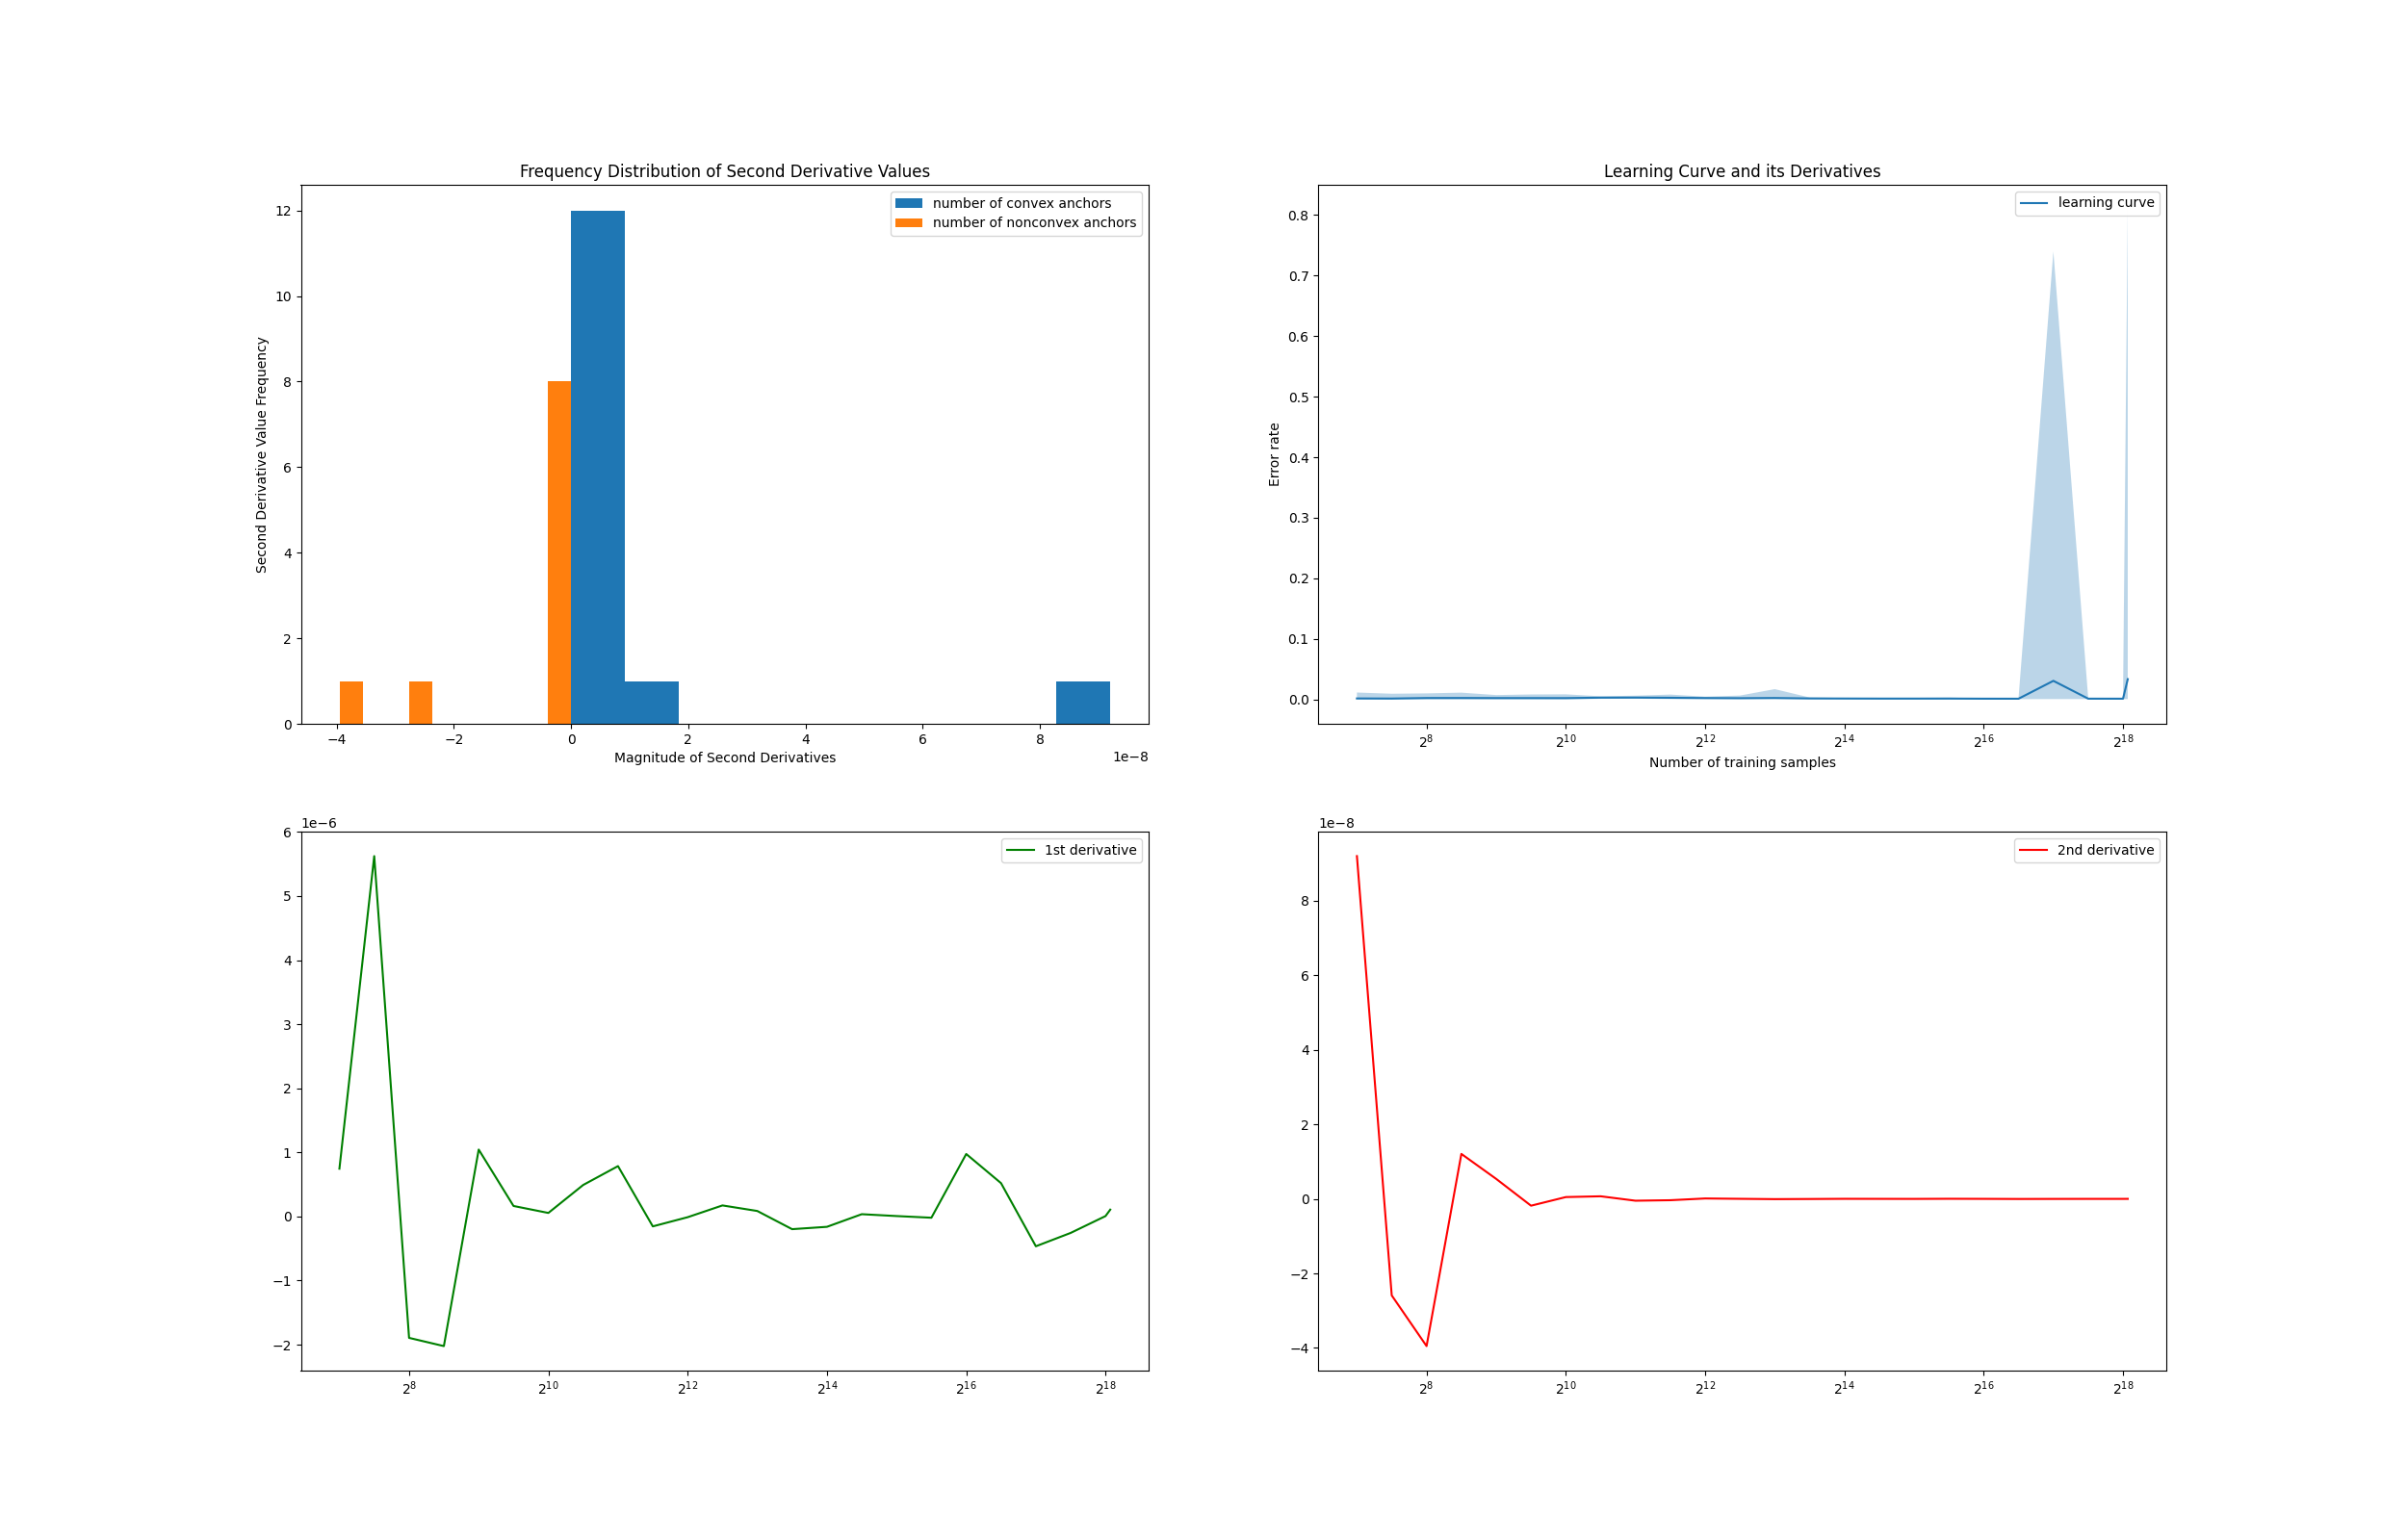 Frequency Distribution of Second Derivative Values
number of convex anchors
number of nonconvex anchors
Second Derivative Value Frequency
12
10
8
6
4
2
0
−4 −2 0 2 4 6 8
1e−8
Magnitude of Second Derivatives
Learning Curve and its Derivatives
learning curve
Error rate
0.8
0.7
0.6
0.5
0.4
0.3
0.2
0.1
0.0
2^8 2^10 2^12 2^14 2^16 2^18
Number of training samples
1e−6
1st derivative
6
5
4
3
2
1
0
−1
−2
2^8 2^10 2^12 2^14 2^16 2^18
1e−8
2nd derivative
8
6
4
2
0
−2
−4
2^8 2^10 2^12 2^14 2^16 2^18